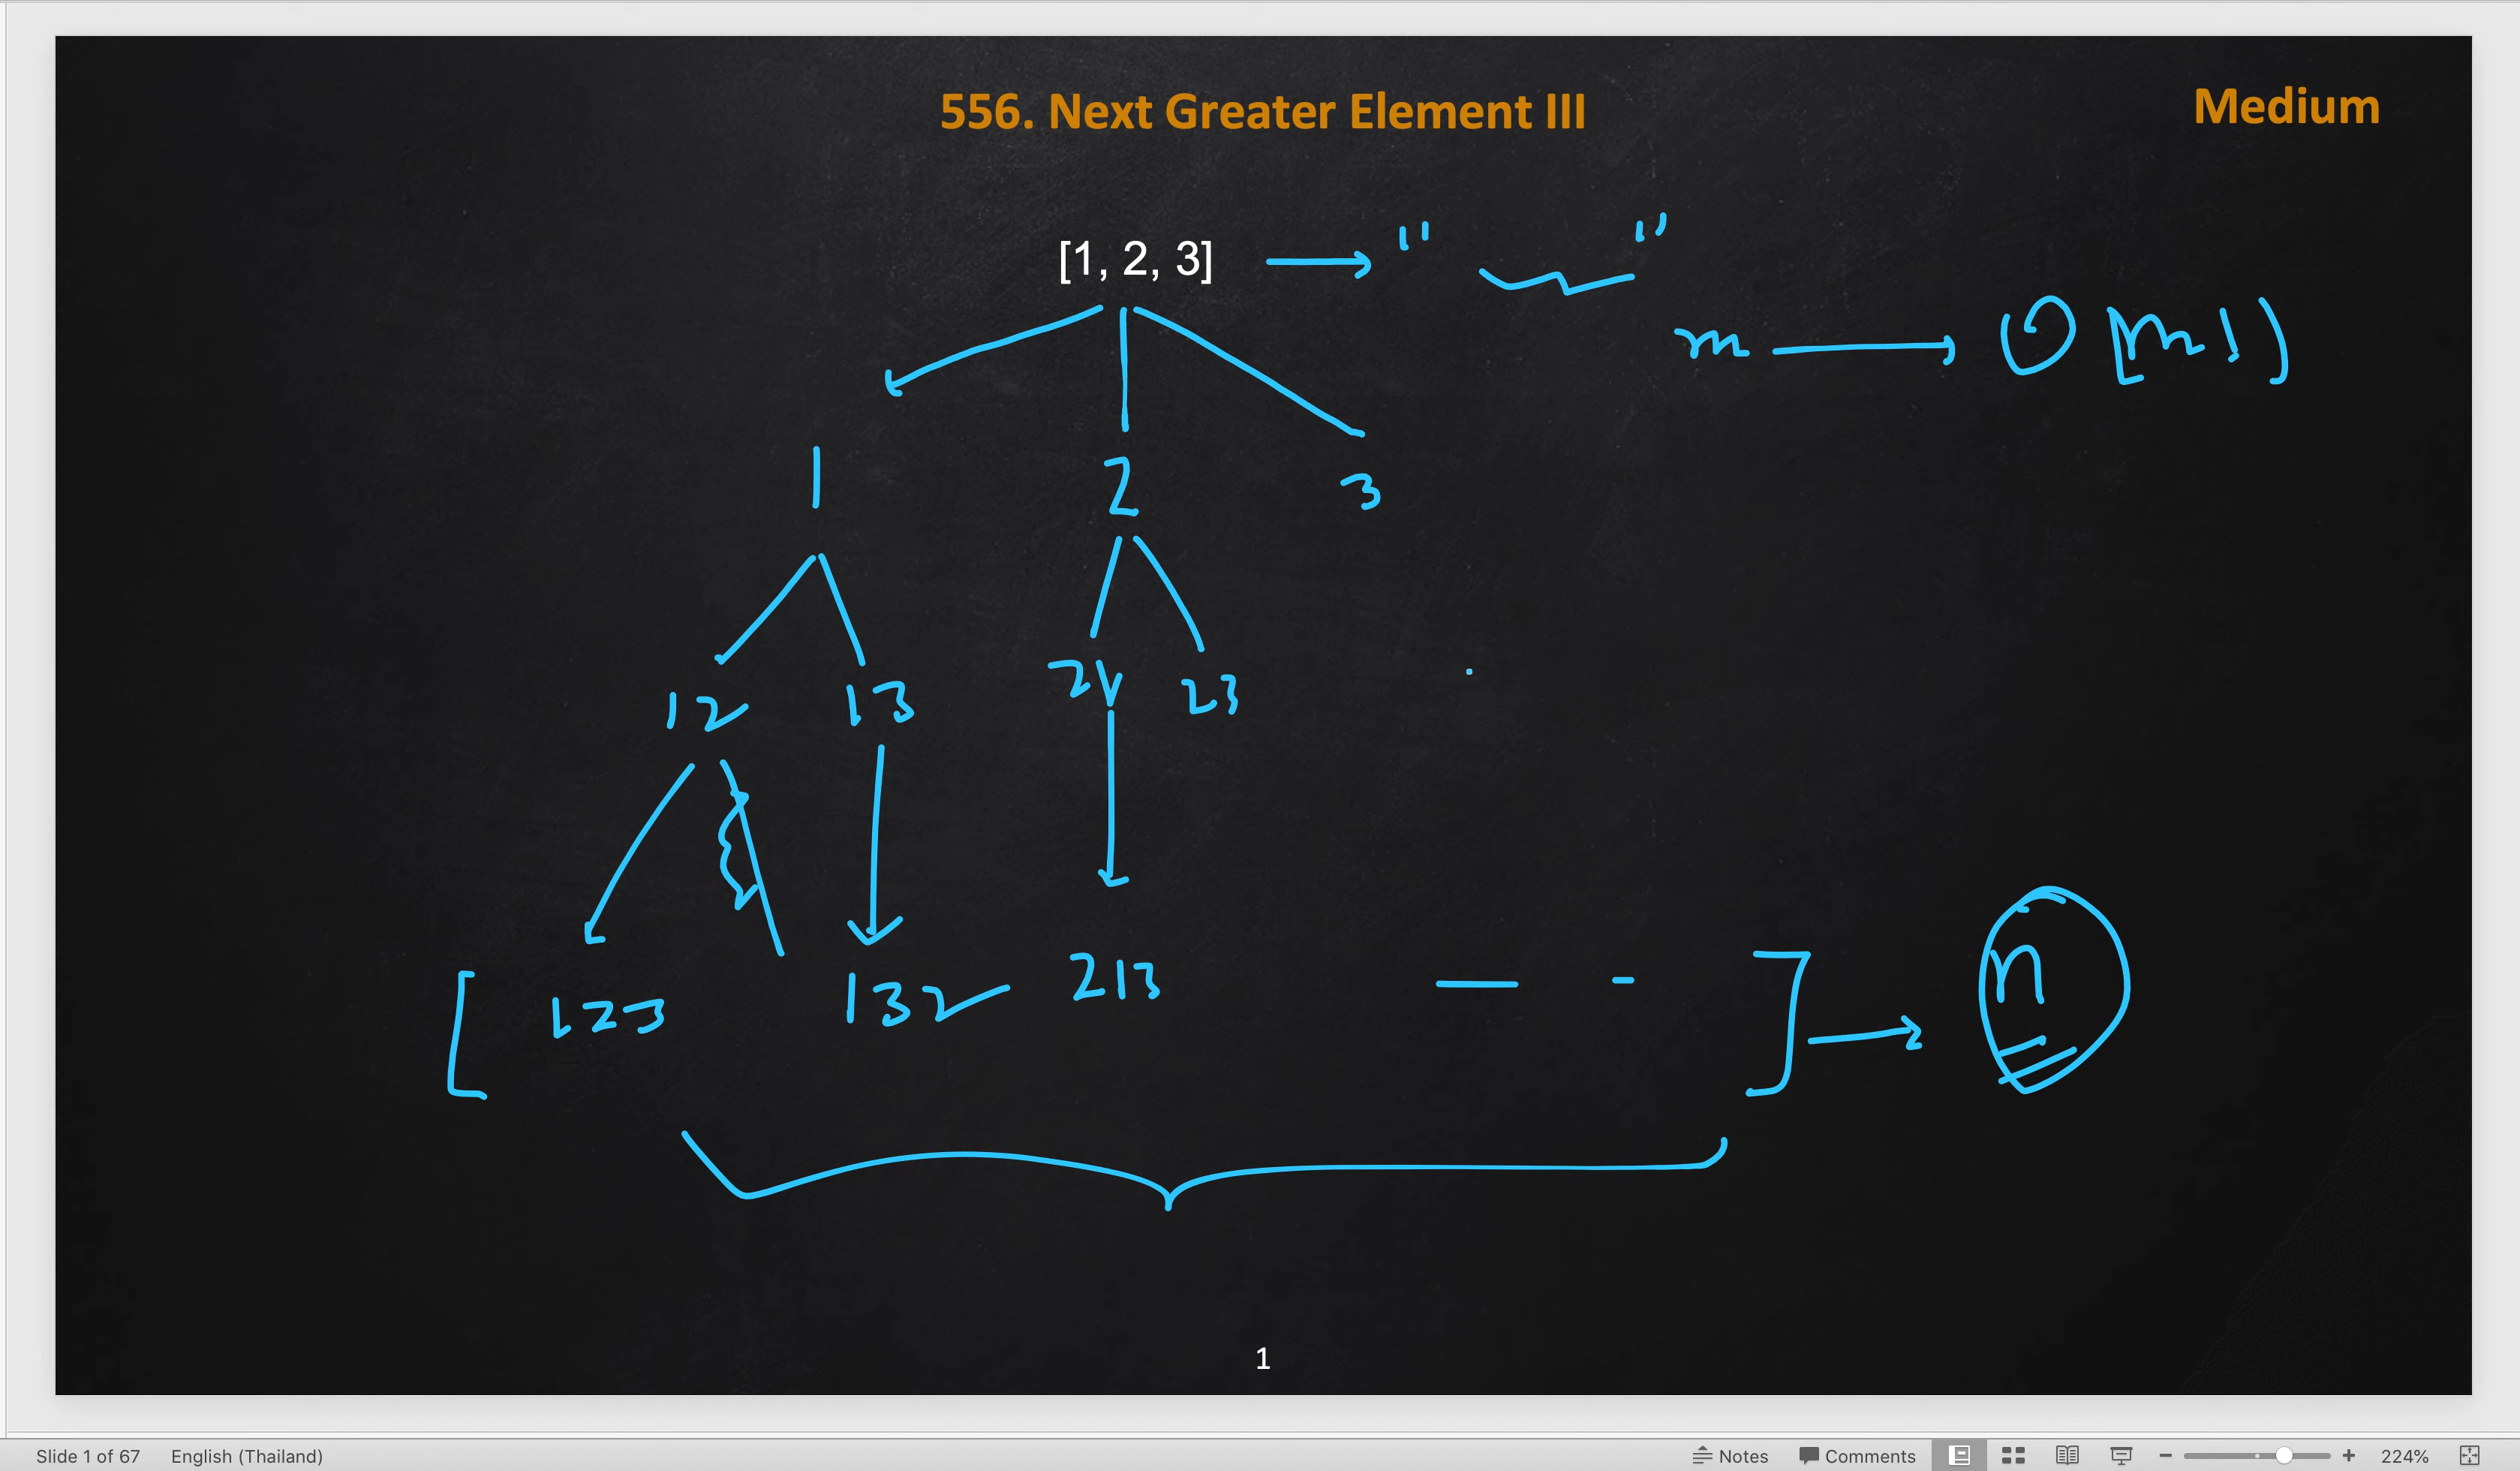 556. Next Greater Element III
Medium
[1, 2, 3] → " "
m → O(m!)
1 2 3
12 13 21 23
[ 123 132 213 — - ] → n
1
Slide 1 of 67 English (Thailand) Notes Comments 224%